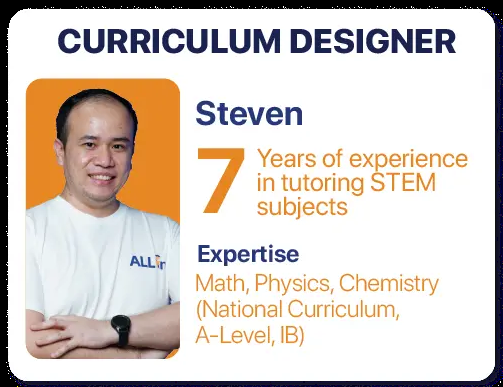 CURRICULUM DESIGNER
Steven
7
Years of experience
in tutoring STEM
subjects
ALL in
Expertise
Math, Physics, Chemistry
(National Curriculum,
A-Level, IB)